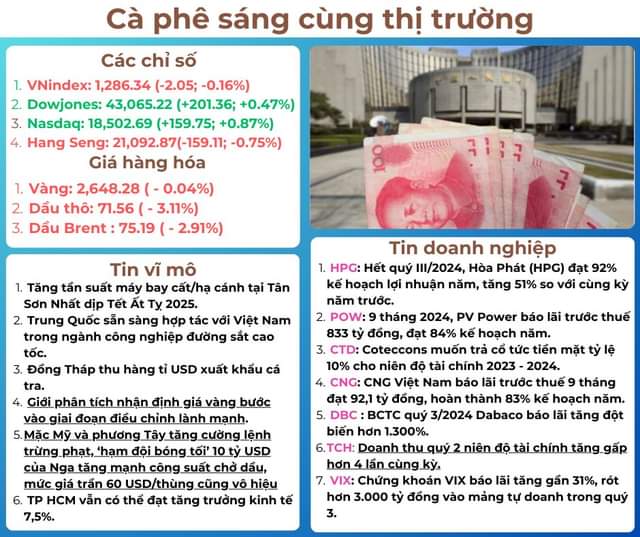 Cà phê sáng cùng thị trường
Các chỉ số
1. VNindex: 1,286.34 (-2.05; -0.16%)
2. Dowjones: 43,065.22 (+201.36; +0.47%)
3. Nasdaq: 18,502.69 (+159.75; +0.87%)
4. Hang Seng: 21,092.87(-159.11; -0.75%)
Giá hàng hóa
1. Vàng: 2,648.28 ( - 0.04%)
2. Dầu thô: 71.56 ( - 3.11%)
3. Dầu Brent : 75.19 ( - 2.91%)
Tin vĩ mô
1. Tăng tần suất máy bay cất/hạ cánh tại Tân
Sơn Nhất dịp Tết Ất Tỵ 2025.
2. Trung Quốc sẵn sàng hợp tác với Việt Nam
trong ngành công nghiệp đường sắt cao
tốc.
3. Đồng Tháp thu hàng tỉ USD xuất khẩu cá
tra.
4. Giới phân tích nhận định giá vàng bước
vào giai đoạn điều chỉnh lành mạnh.
5. Mặc Mỹ và phương Tây tăng cường lệnh
trừng phạt, ‘hạm đội bóng tối’ 10 tỷ USD
của Nga tăng mạnh công suất chở dầu,
mức giá trần 60 USD/thùng cũng vô hiệu
6. TP HCM vẫn có thể đạt tăng trưởng kinh tế
7,5%.
100
Tin doanh nghiệp
1. HPG: Hết quý III/2024, Hòa Phát (HPG) đạt 92%
kế hoạch lợi nhuận năm, tăng 51% so với cùng kỳ
năm trước.
2. POW: 9 tháng 2024, PV Power báo lãi trước thuế
833 tỷ đồng, đạt 84% kế hoạch năm.
3. CTD: Coteccons muốn trả cổ tức tiền mặt tỷ lệ
10% cho niên độ tài chính 2023 - 2024.
4. CNG: CNG Việt Nam báo lãi trước thuế 9 tháng
đạt 92,1 tỷ đồng, hoàn thành 83% kế hoạch năm.
5. DBC : BCTC quý 3/2024 Dabaco báo lãi tăng đột
biến hơn 1.300%.
6.TCH: Doanh thu quý 2 niên độ tài chính tăng gấp
hơn 4 lần cùng kỳ.
7. VIX: Chứng khoán VIX báo lãi tăng gần 31%, rót
hơn 3.000 tỷ đồng vào mảng tự doanh trong quý
3.